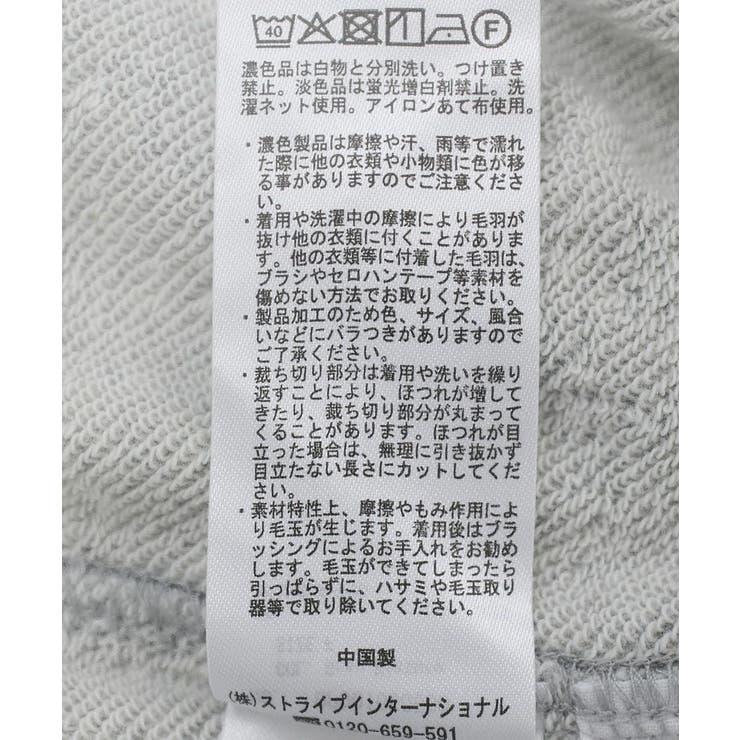 40 F
濃色品は白物と分別洗い。つけ置き
禁止。淡色品は蛍光増白剤禁止。洗
濯ネット使用。アイロンあて布使用。
・濃色製品は摩擦や汗、雨等で濡れ
た際に他の衣類や小物類に色が移
る事がありますのでご注意くださ
い。
・着用や洗濯中の摩擦により毛羽が
抜け他の衣類に付くことがありま
す。他の衣類等に付着した毛羽は、
ブラシやセロハンテープ等素材を
傷めない方法でお取りください。
・製品加工のため色、サイズ、風合
いなどにバラつきがありますので
ご了承ください。
・裁ち切り部分は着用や洗いを繰り
返すことにより、ほつれが増して
きたり、裁ち切り部分が丸まって
くることがあります。ほつれが目
立った場合は、無理に引き抜かず
目立たない長さにカットしてくだ
さい。
・素材特性上、摩擦やもみ作用によ
り毛玉が生じます。着用後はブラ
ッシングによるお手入れをお勧め
します。毛玉ができてしまったら
引っぱらずに、ハサミや毛玉取り
器等で取り除いてください。
中国製
(株)ストライプインターナショナル
0120-659-591